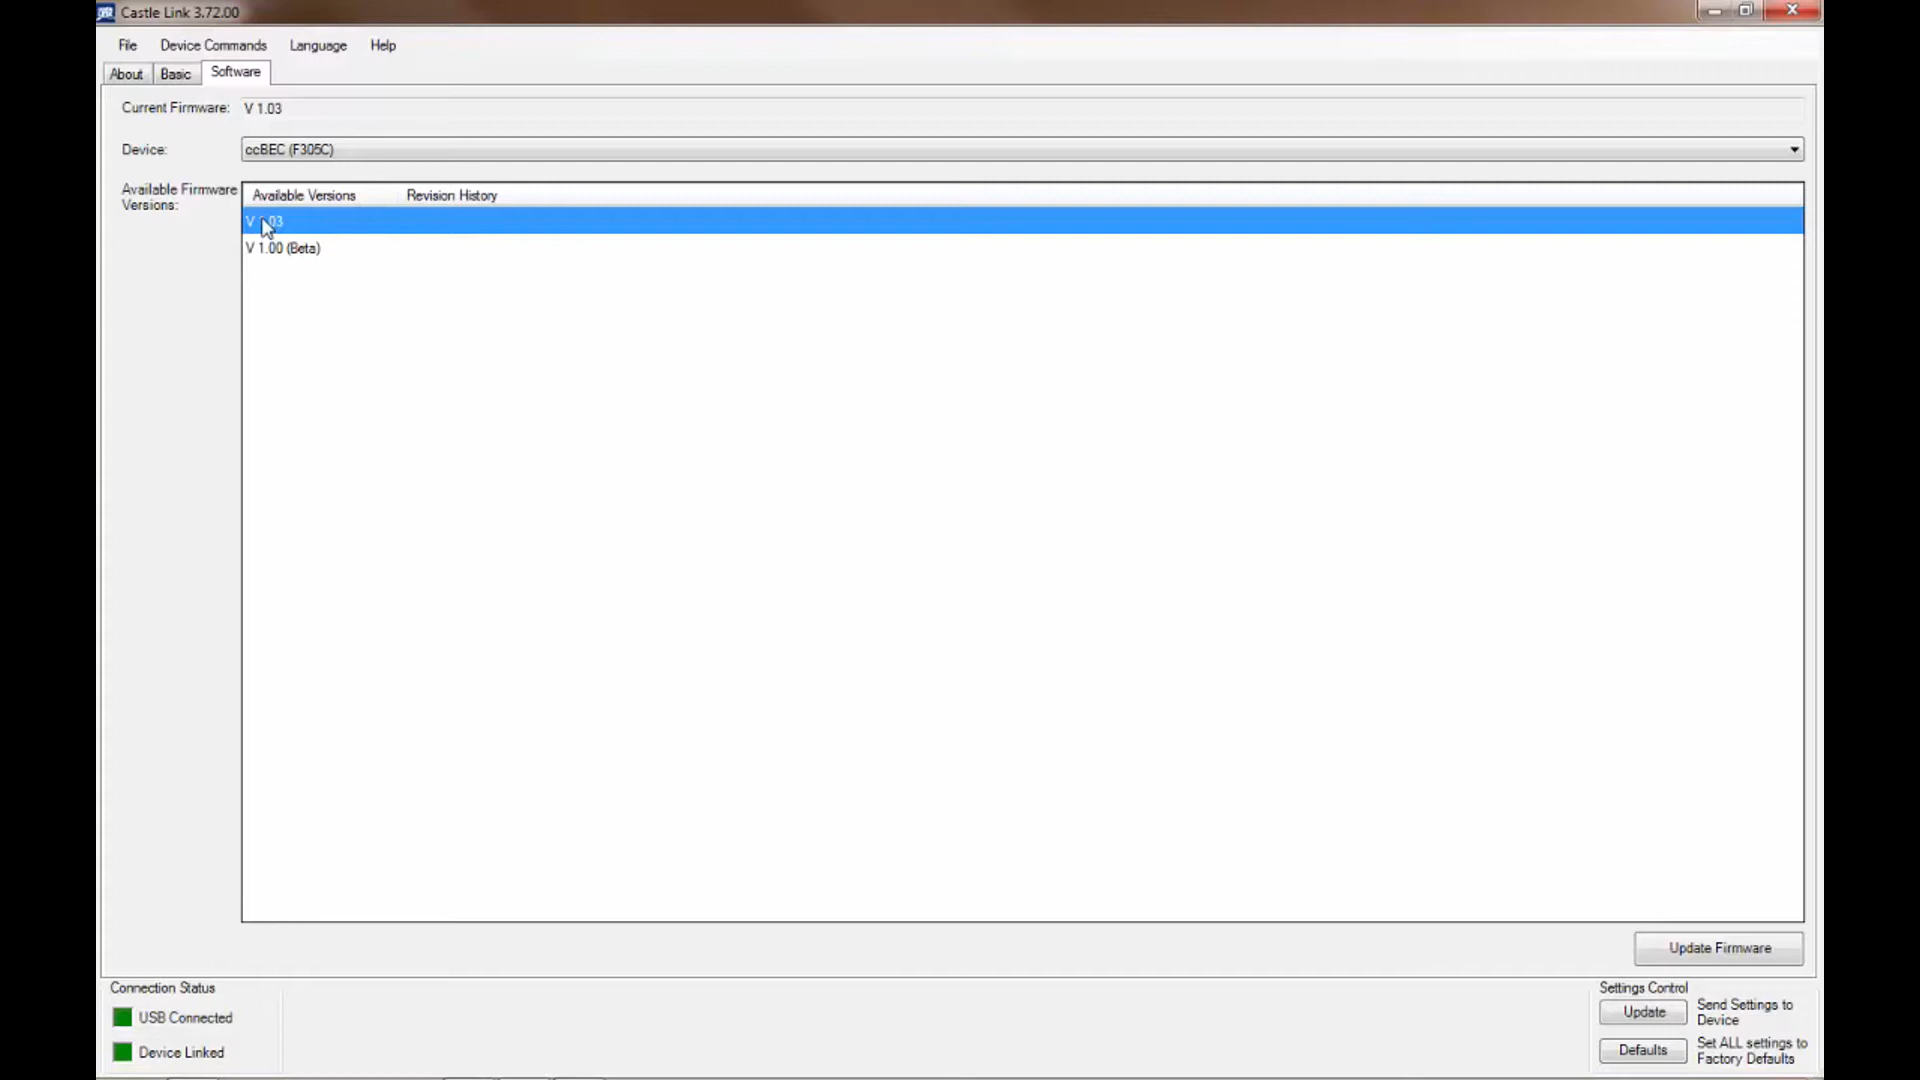 Castle Link 3.72.00
File Device Commands Language Help
About Basic Software
Current Firmware: V 1.03
Device: ccBEC (F305C)
Available Firmware Versions:
Available Versions Revision History
V 1.03
V 1.00 (Beta)
Update Firmware
Connection Status
USB Connected
Device Linked
Settings Control
Update Send Settings to Device
Defaults Set ALL settings to Factory Defaults